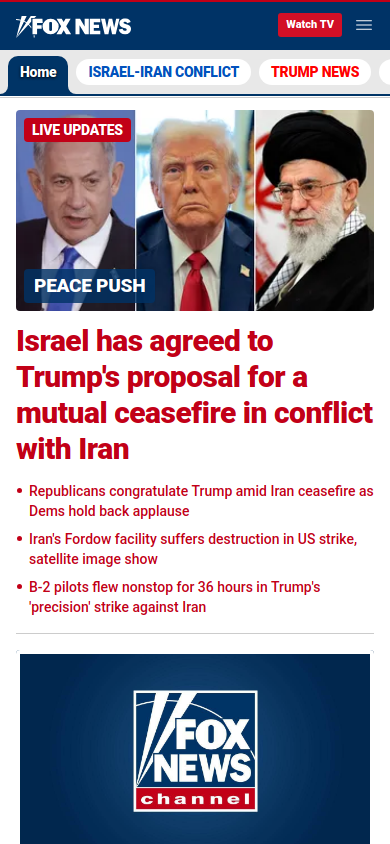 FOX NEWS
Watch TV
Home
ISRAEL-IRAN CONFLICT
TRUMP NEWS
LIVE UPDATES
PEACE PUSH
Israel has agreed to
Trump's proposal for a
mutual ceasefire in conflict
with Iran
• Republicans congratulate Trump amid Iran ceasefire as
Dems hold back applause
• Iran's Fordow facility suffers destruction in US strike,
satellite image show
• B-2 pilots flew nonstop for 36 hours in Trump's
'precision' strike against Iran
FOX
NEWS
channel